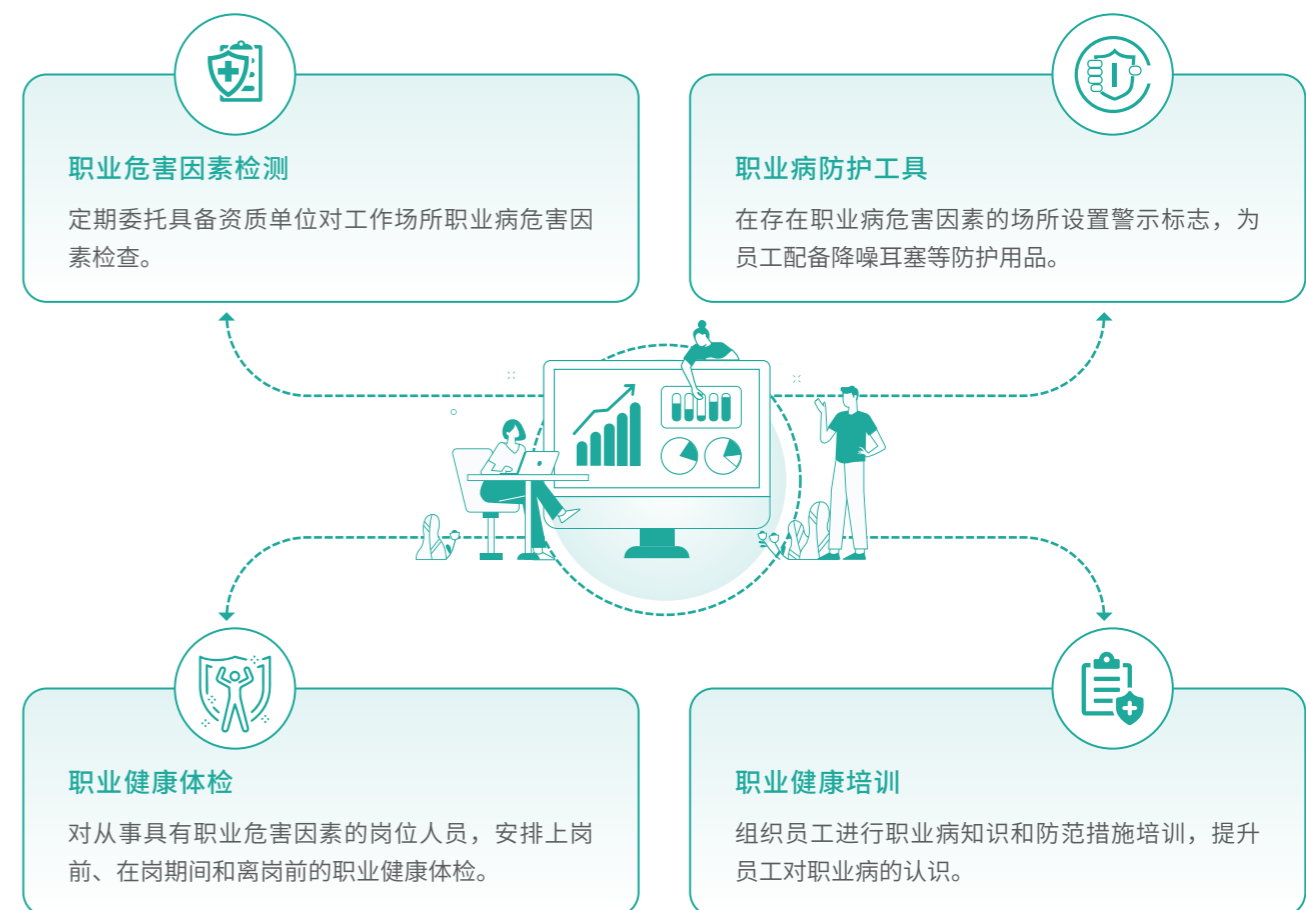 职业危害因素检测
定期委托具备资质单位对工作场所职业病危害因
素检查。
职业病防护工具
在存在职业病危害因素的场所设置警示标志，为
员工配备降噪耳塞等防护用品。
职业健康体检
对从事具有职业危害因素的岗位人员，安排上岗
前、在岗期间和离岗前的职业健康体检。
职业健康培训
组织员工进行职业病知识和防范措施培训，提升
员工对职业病的认识。